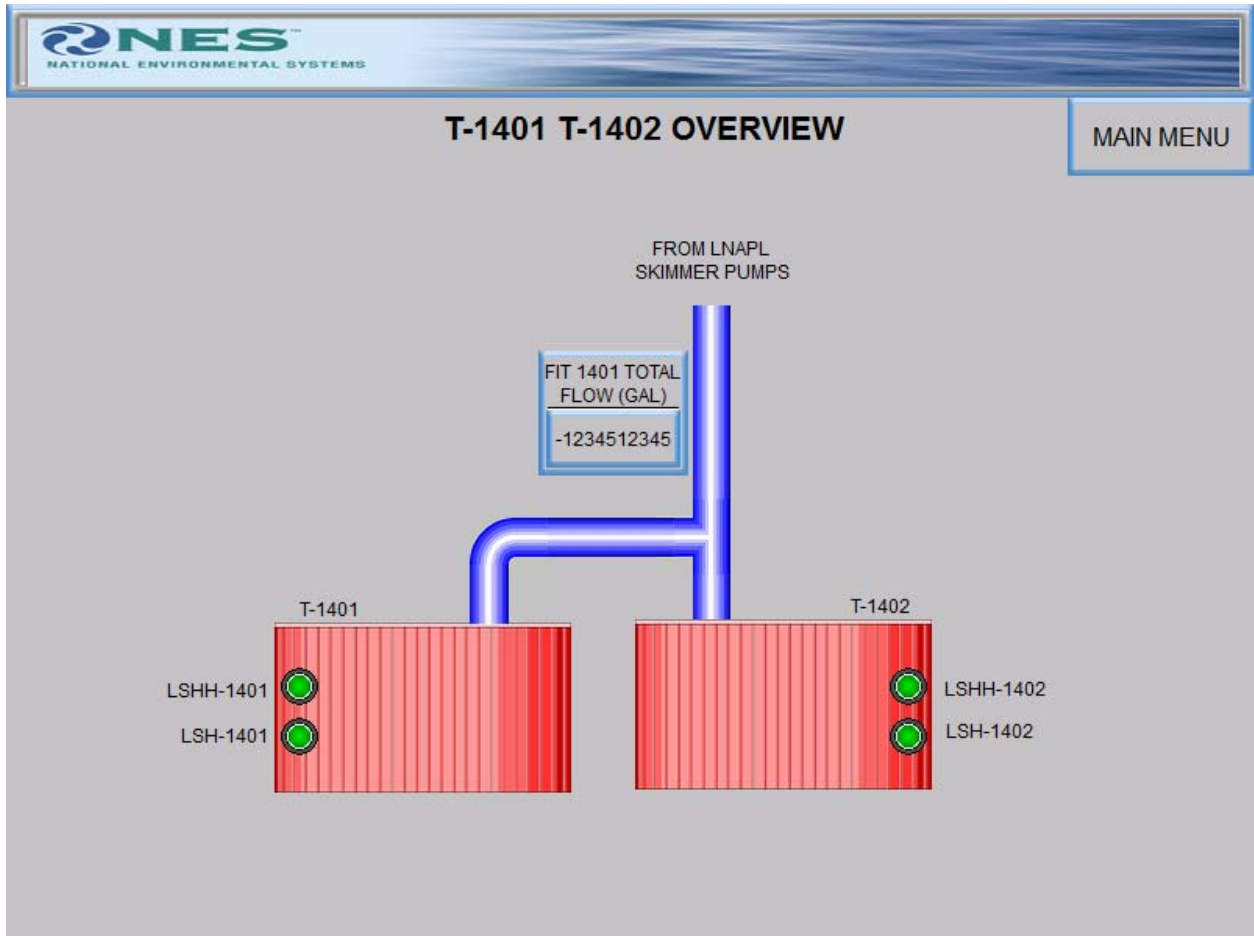 NES™
NATIONAL ENVIRONMENTAL SYSTEMS
T-1401 T-1402 OVERVIEW
MAIN MENU
FROM LNAPL
SKIMMER PUMPS
FIT 1401 TOTAL
FLOW (GAL)
-1234512345
T-1401
T-1402
LSHH-1401
LSH-1401
LSHH-1402
LSH-1402